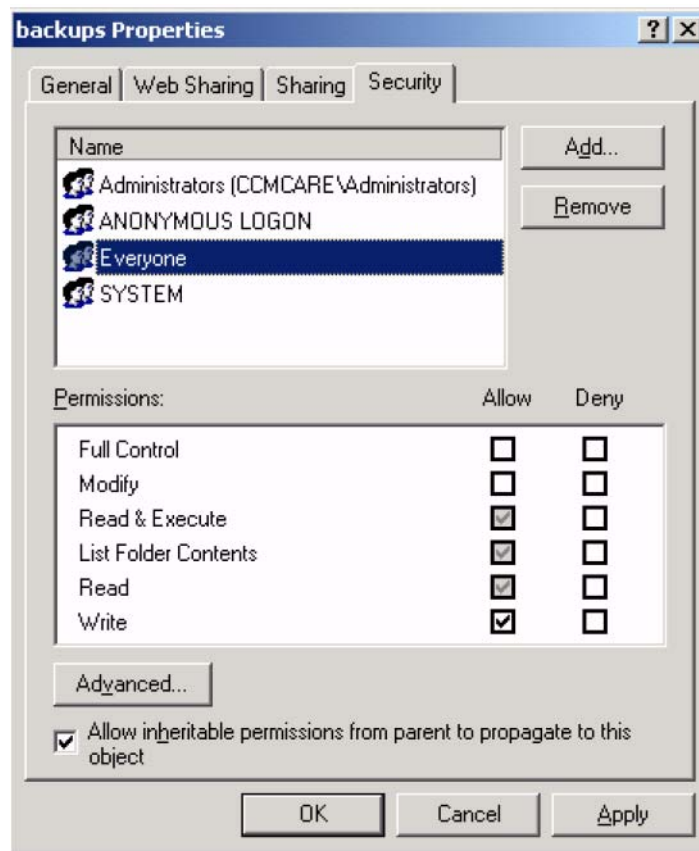 backups Properties
General Web Sharing Sharing Security
Name
Add...
Administrators (CCMCARE\Administrators)
Remove
ANONYMOUS LOGON
Everyone
SYSTEM
Permissions: Allow Deny
Full Control
Modify
Read & Execute
List Folder Contents
Read
Write
Advanced...
Allow inheritable permissions from parent to propagate to this
object
OK Cancel Apply